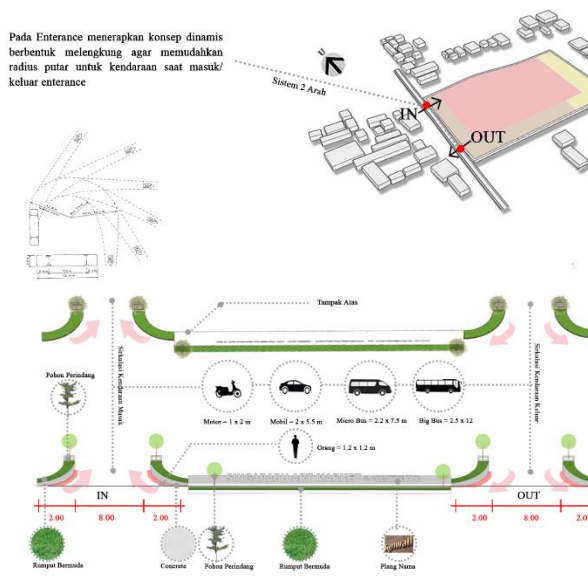 Pada Enterance menerapkan konsep dinamis
berbentuk melengkung agar memudahkan
radius putar untuk kendaraan saat masuk/
keluar enterance
U
Sistem 2 Arah
IN
OUT
Tampak Atas
Sirkulasi Kendaraan Masuk
Sirkulasi Kendaraan Keluar
Pohon Perindang
Motor = 1 x 2 m
Mobil = 2 x 5.5 m
Micro Bus = 2.2 x 7.5 m
Big Bus = 2.5 x 12
Orang = 1.2 x 1.2 m
IN
OUT
2.00
8.00
2.00
2.00
8.00
2.00
Rumput Bermuda
Concrete
Pohon Perindang
Rumput Bermuda
Plang Nama